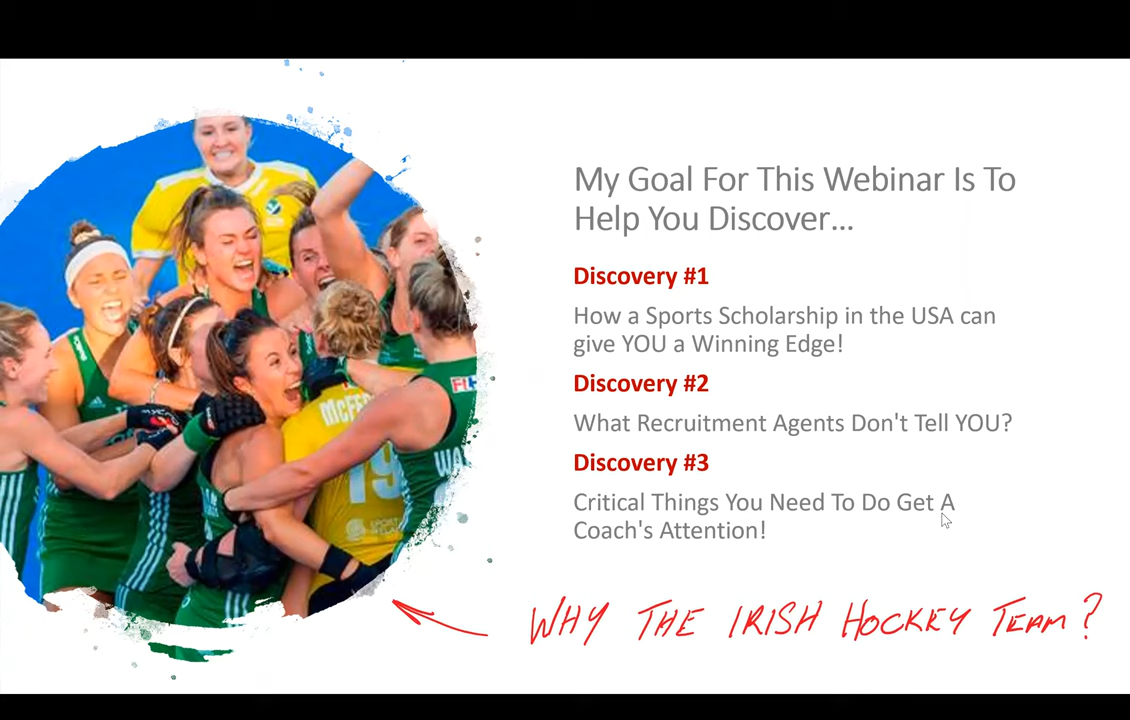 My Goal For This Webinar Is To
Help You Discover...
Discovery #1
How a Sports Scholarship in the USA can
give YOU a Winning Edge!
Discovery #2
What Recruitment Agents Don't Tell YOU?
Discovery #3
Critical Things You Need To Do Get A
Coach's Attention!
WHY THE IRISH HOCKEY TEAM?
19